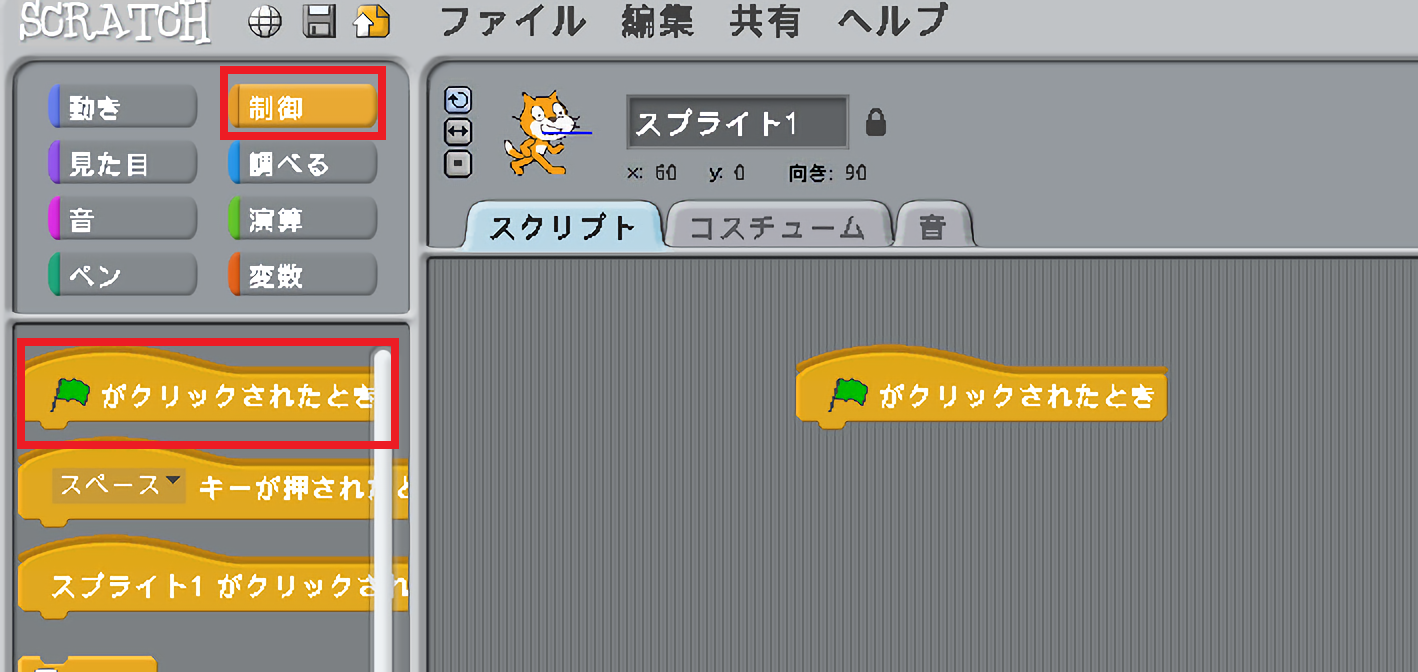 SCRATCH ファイル 編集 共有 ヘルプ
動き 制御
見た目 調べる
音 演算
ペン 変数
スプライト1
x: 60 y: 0 向き: 90
スクリプト コスチューム 音
がクリックされたとき
スペース キーが押されたと
スプライト1 がクリックされ
がクリックされたとき